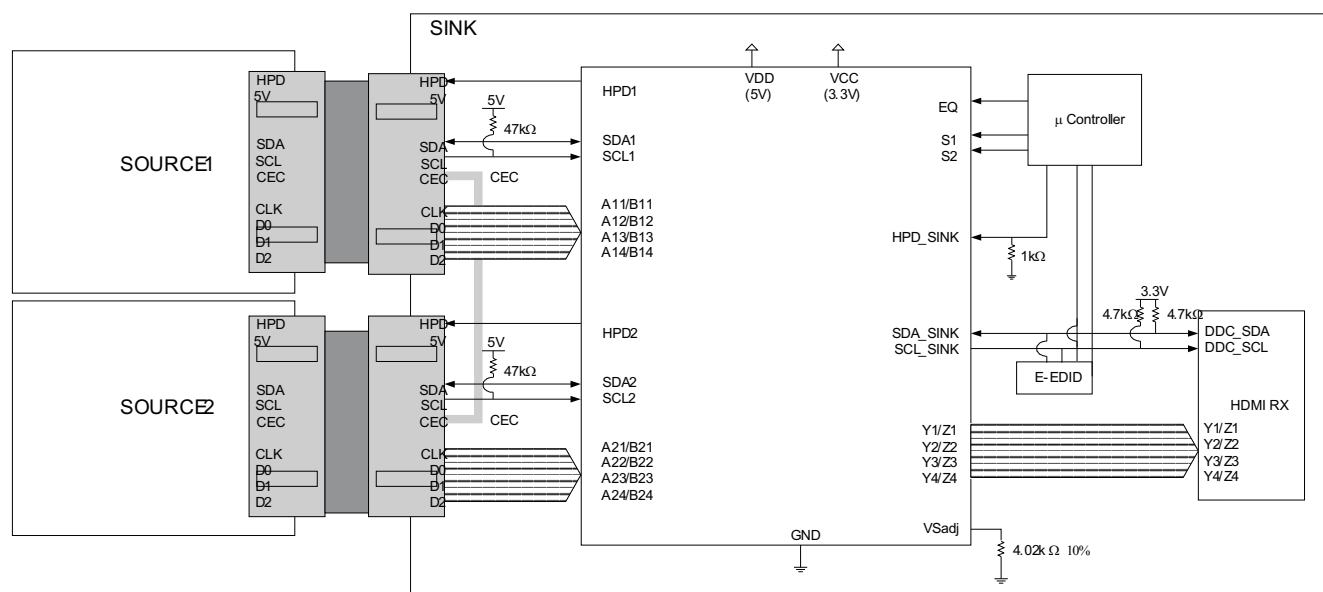 SINK
SOURCE1
HPD
5V
SDA
SCL
CEC
CLK
D0
D1
D2
HPD
5V
SDA
SCL
CEC
CLK
D0
D1
D2
5V
47kΩ
CEC
HPD1
SDA1
SCL1
A11/B11
A12/B12
A13/B13
A14/B14
VDD
(5V)
VCC
(3.3V)
EQ
S1
S2
HPD_SINK
μ Controller
1kΩ
SOURCE2
HPD
5V
SDA
SCL
CEC
CLK
D0
D1
D2
HPD
5V
SDA
SCL
CEC
CLK
D0
D1
D2
5V
47kΩ
CEC
HPD2
SDA2
SCL2
A21/B21
A22/B22
A23/B23
A24/B24
SDA_SINK
SCL_SINK
3.3V
4.7kΩ
4.7kΩ
E-EDID
DDC_SDA
DDC_SCL
HDMI RX
Y1/Z1
Y2/Z2
Y3/Z3
Y4/Z4
Y1/Z1
Y2/Z2
Y3/Z3
Y4/Z4
VSadj
GND
4.02k Ω 10%